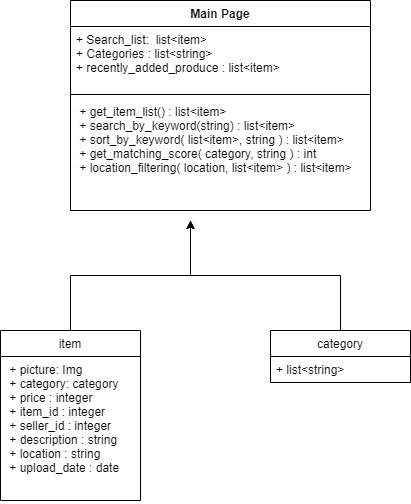 Main Page
+ Search_list:  list<item>
+ Categories : list<string>
+ recently_added_produce : list<item>
+ get_item_list() : list<item>
+ search_by_keyword(string) : list<item>
+ sort_by_keyword( list<item>, string ) : list<item>
+ get_matching_score( category, string ) : int
+ location_filtering( location, list<item> ) : list<item>
item
+ picture: Img
+ category: category
+ price : integer
+ item_id : integer
+ seller_id : integer
+ description : string
+ location : string
+ upload_date : date
category
+ list<string>